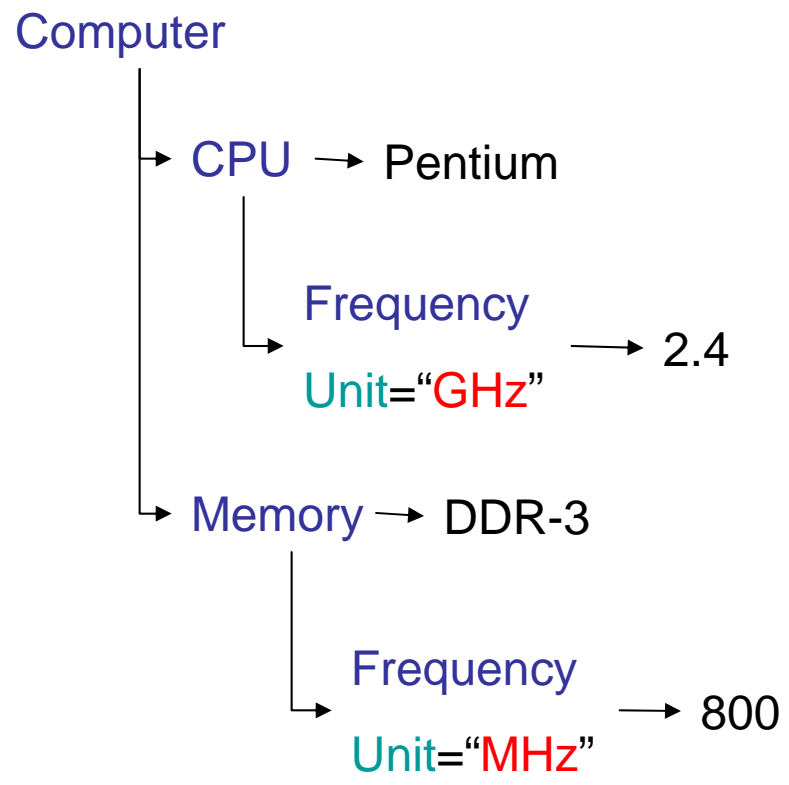 Computer
CPU Pentium
Frequency
2.4
Unit=“GHz”
Memory DDR-3
Frequency
800
Unit=“MHz”